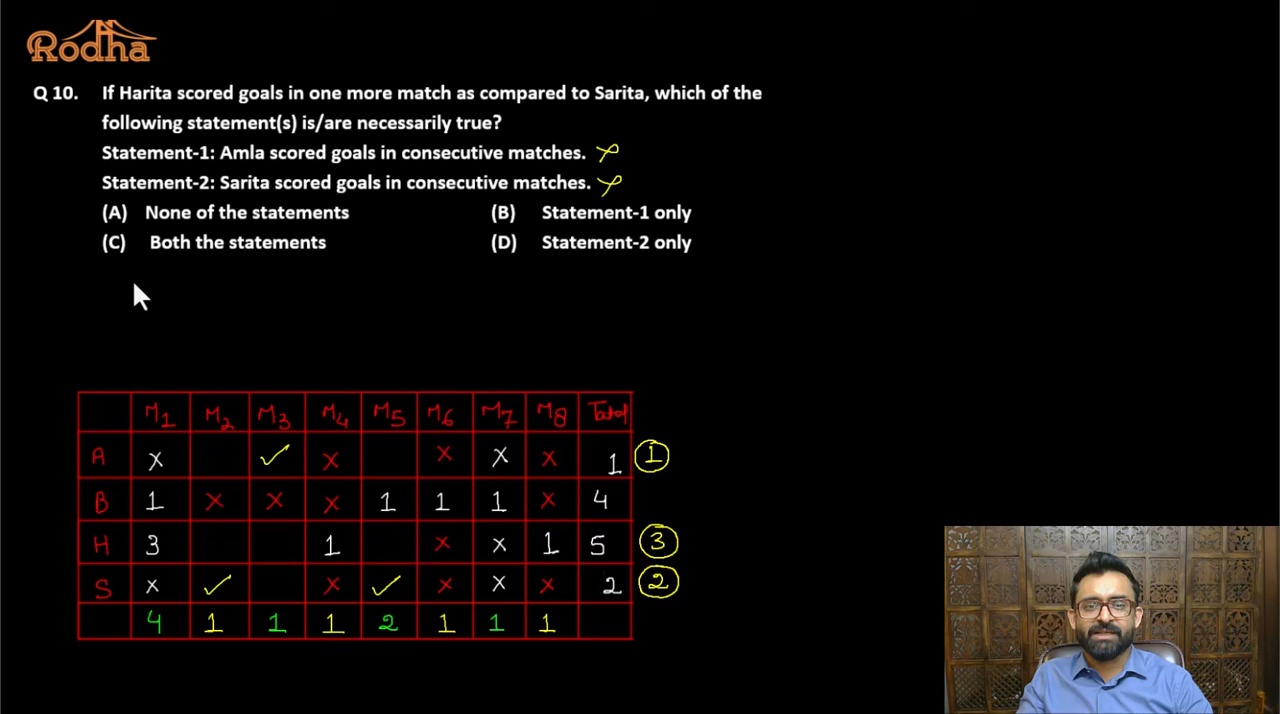 Rodha
Q 10. If Harita scored goals in one more match as compared to Sarita, which of the
following statement(s) is/are necessarily true?
Statement-1: Amla scored goals in consecutive matches. ✗
Statement-2: Sarita scored goals in consecutive matches. ✗
(A) None of the statements (B) Statement-1 only
(C) Both the statements (D) Statement-2 only
M1 M2 M3 M4 M5 M6 M7 M8 Total
A x ✓ x x x x 1 1
B 1 x x x 1 1 1 x 4
H 3 1 x x 1 5 3
S x ✓ x ✓ x x x 2 2
4 1 1 1 2 1 1 1